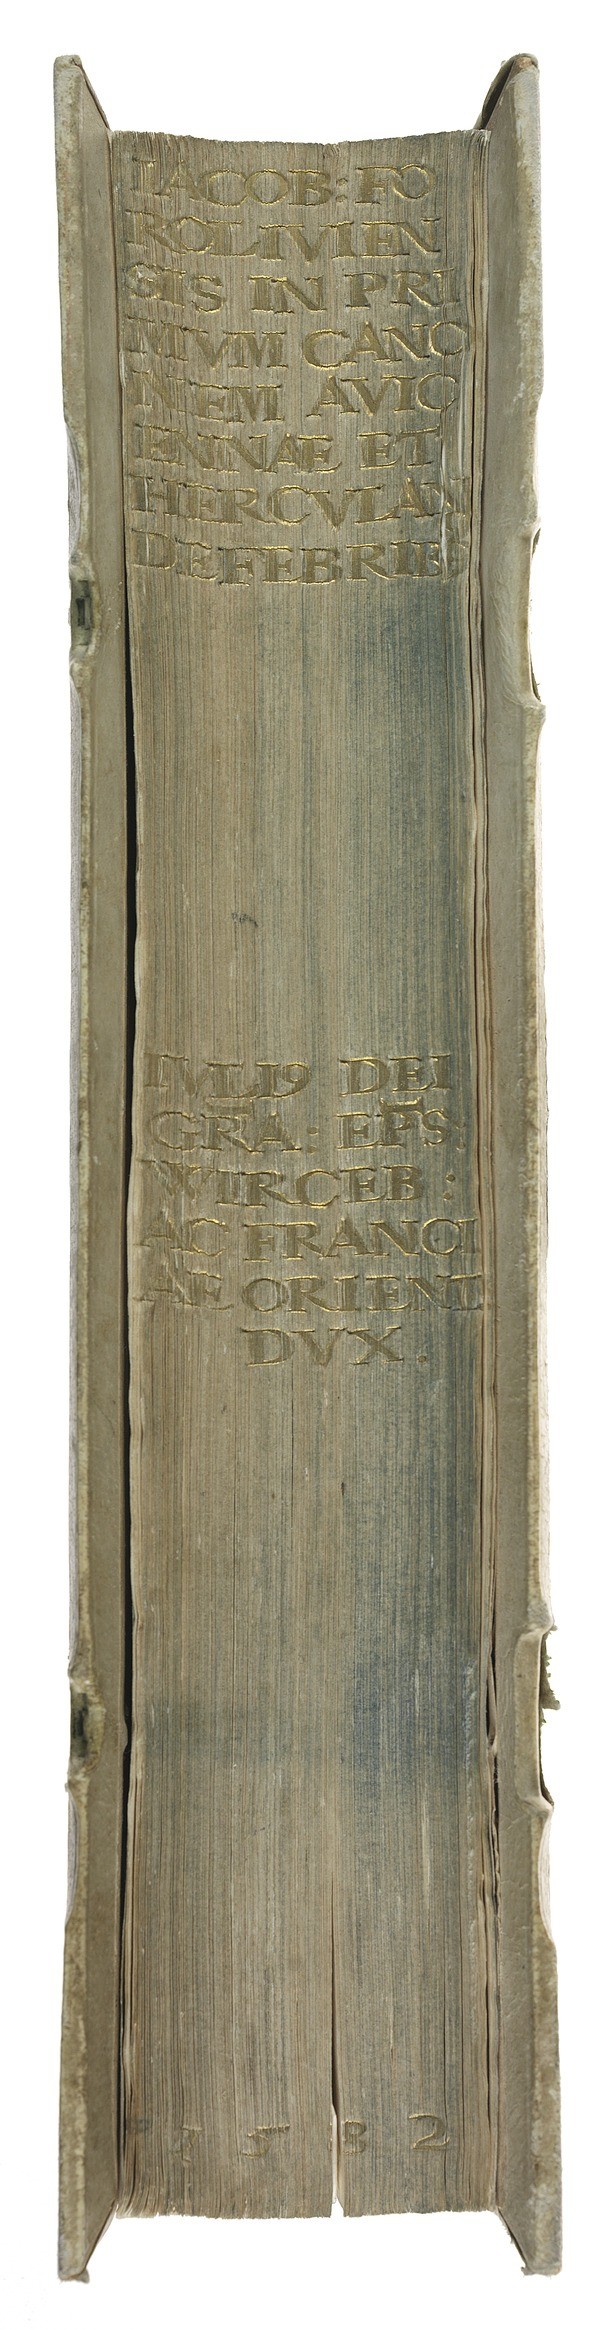 IACOB: FO
ROLIVIEN
SIS IN PRI
MVM CANO
NEM AVIC
ENNAE ET
HERCVLAN
DE FEBRIBS
IVLI9 DEI
GRA: EPS:
WIRCEB:
AC FRANCI
AE ORIENT
DVX.
1582